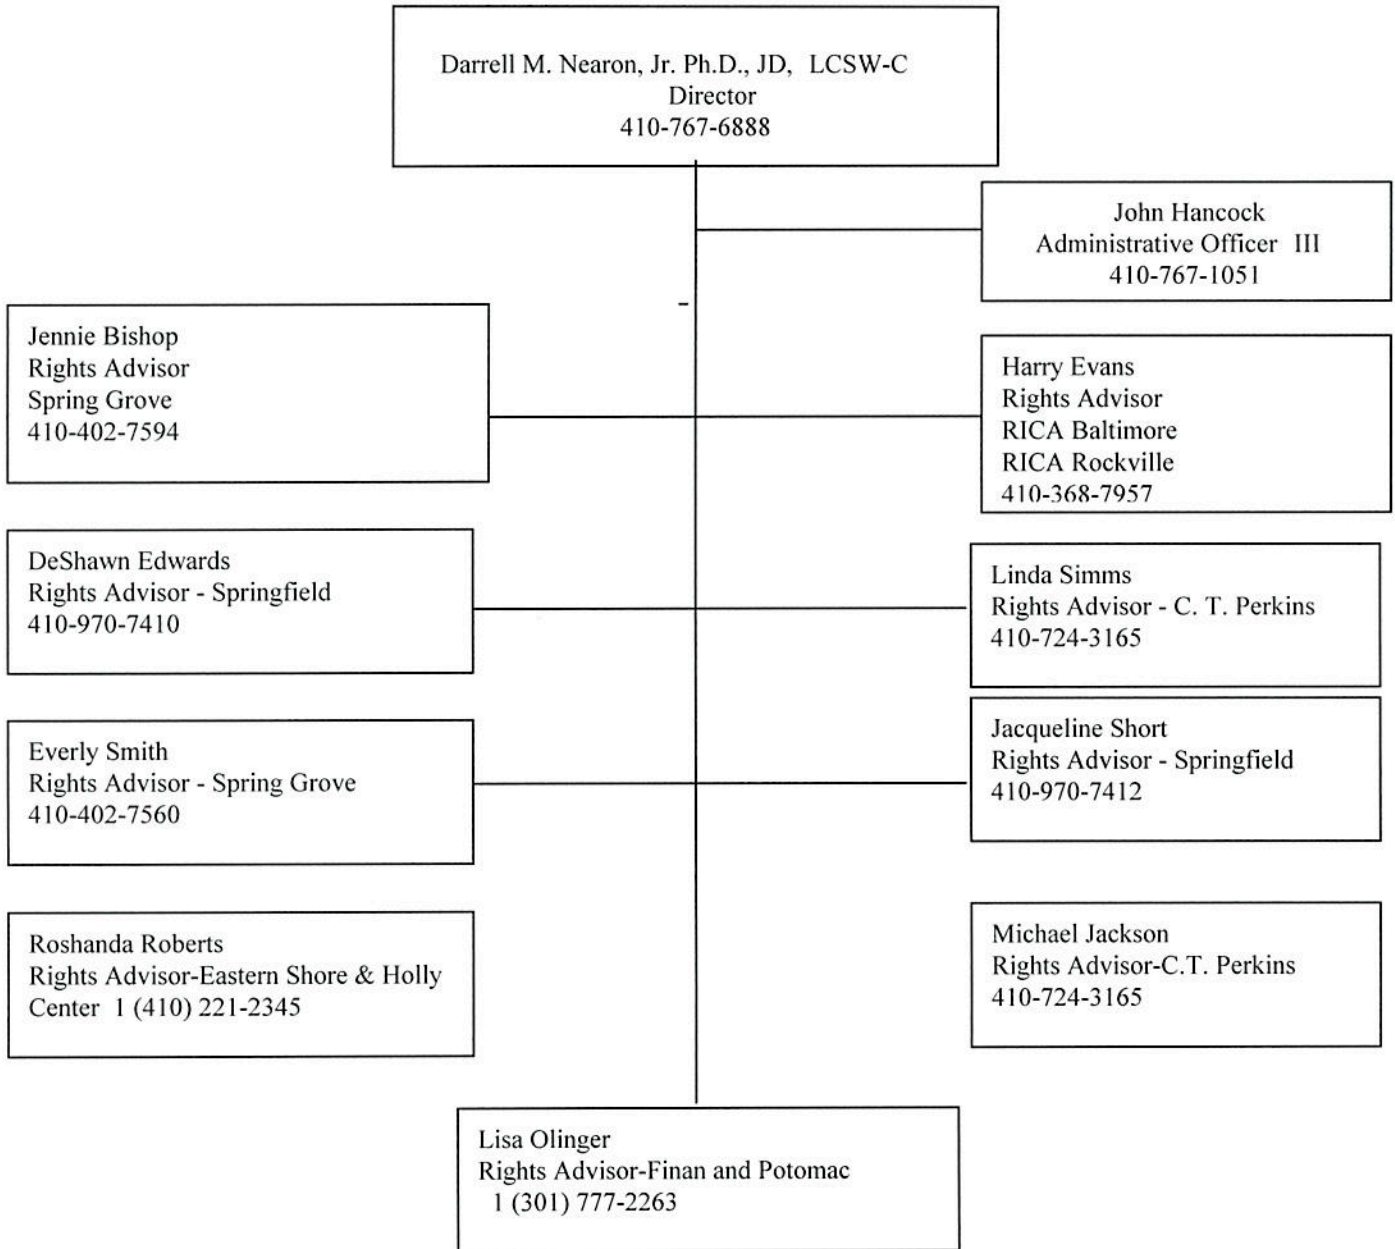 Darrell M. Nearon, Jr. Ph.D., JD, LCSW-C
Director
410-767-6888
John Hancock
Administrative Officer III
410-767-1051
Jennie Bishop
Rights Advisor
Spring Grove
410-402-7594
Harry Evans
Rights Advisor
RICA Baltimore
RICA Rockville
410-368-7957
DeShawn Edwards
Rights Advisor - Springfield
410-970-7410
Linda Simms
Rights Advisor - C. T. Perkins
410-724-3165
Everly Smith
Rights Advisor - Spring Grove
410-402-7560
Jacqueline Short
Rights Advisor - Springfield
410-970-7412
Roshanda Roberts
Rights Advisor-Eastern Shore & Holly
Center 1 (410) 221-2345
Michael Jackson
Rights Advisor-C.T. Perkins
410-724-3165
Lisa Olinger
Rights Advisor-Finan and Potomac
1 (301) 777-2263